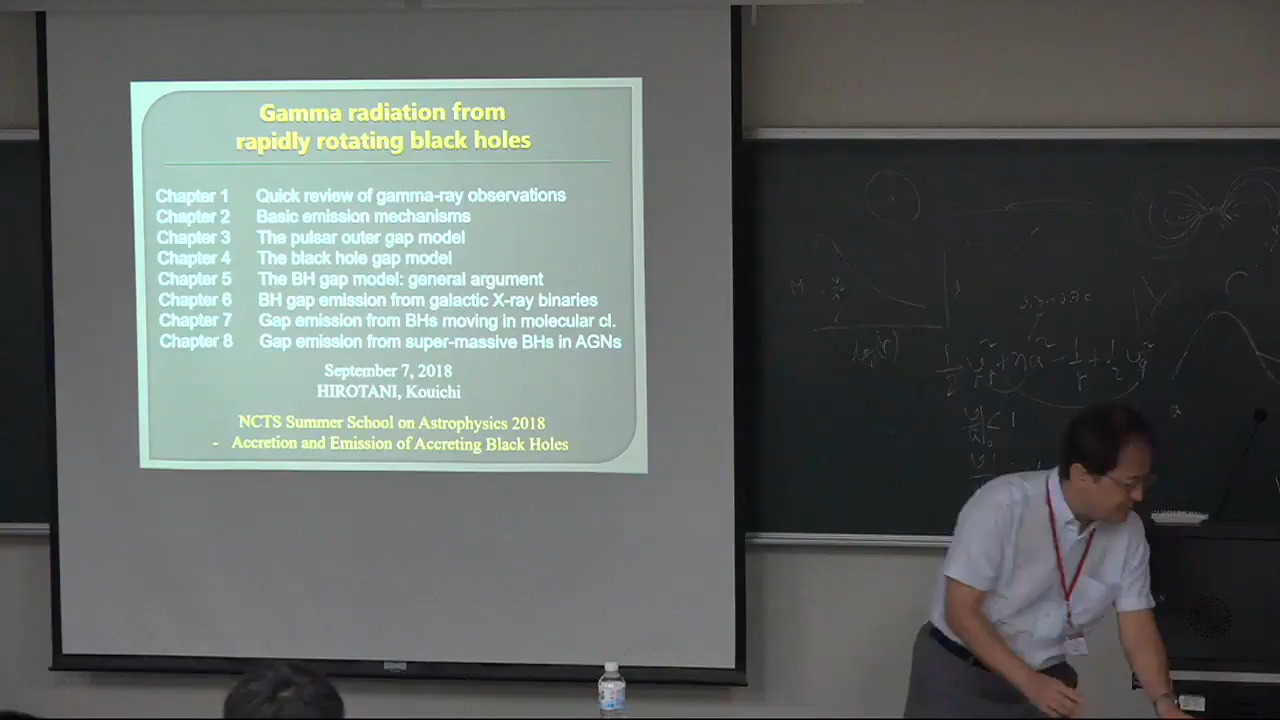 Gamma radiation from
rapidly rotating black holes
Chapter 1 Quick review of gamma-ray observations
Chapter 2 Basic emission mechanisms
Chapter 3 The pulsar outer gap model
Chapter 4 The black hole gap model
Chapter 5 The BH gap model: general argument
Chapter 6 BH gap emission from galactic X-ray binaries
Chapter 7 Gap emission from BHs moving in molecular cl.
Chapter 8 Gap emission from super-massive BHs in AGNs
September 7, 2018
HIROTANI, Kouichi
NCTS Summer School on Astrophysics 2018
- Accretion and Emission of Accreting Black Holes
log(r)